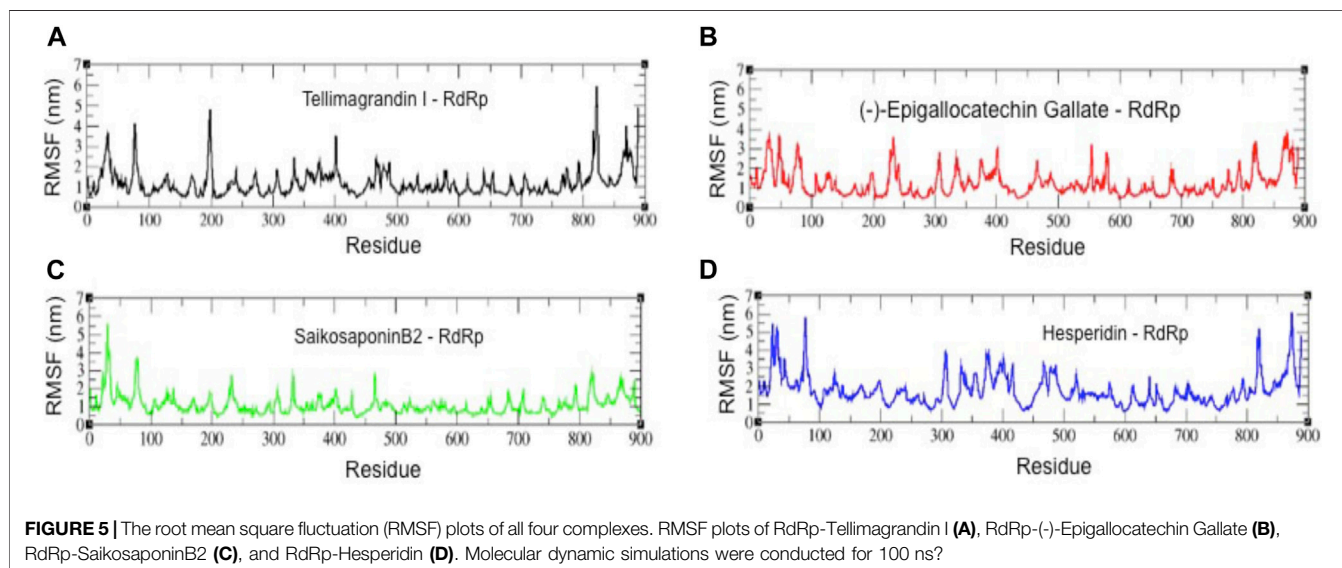 A
7
6
5
4
3
2
1
0
RMSF (nm)
Tellimagrandin I - RdRp
0 100 200 300 400 500 600 700 800 900
Residue
B
7
6
5
4
3
2
1
0
RMSF (nm)
(-)-Epigallocatechin Gallate - RdRp
0 100 200 300 400 500 600 700 800 900
Residue
C
7
6
5
4
3
2
1
0
RMSF (nm)
SaikosaponinB2 - RdRp
0 100 200 300 400 500 600 700 800 900
Residue
D
7
6
5
4
3
2
1
0
RMSF (nm)
Hesperidin - RdRp
0 100 200 300 400 500 600 700 800 900
Residue
FIGURE 5 | The root mean square fluctuation (RMSF) plots of all four complexes. RMSF plots of RdRp-Tellimagrandin I (A), RdRp-(-)-Epigallocatechin Gallate (B),
RdRp-SaikosaponinB2 (C), and RdRp-Hesperidin (D). Molecular dynamic simulations were conducted for 100 ns?